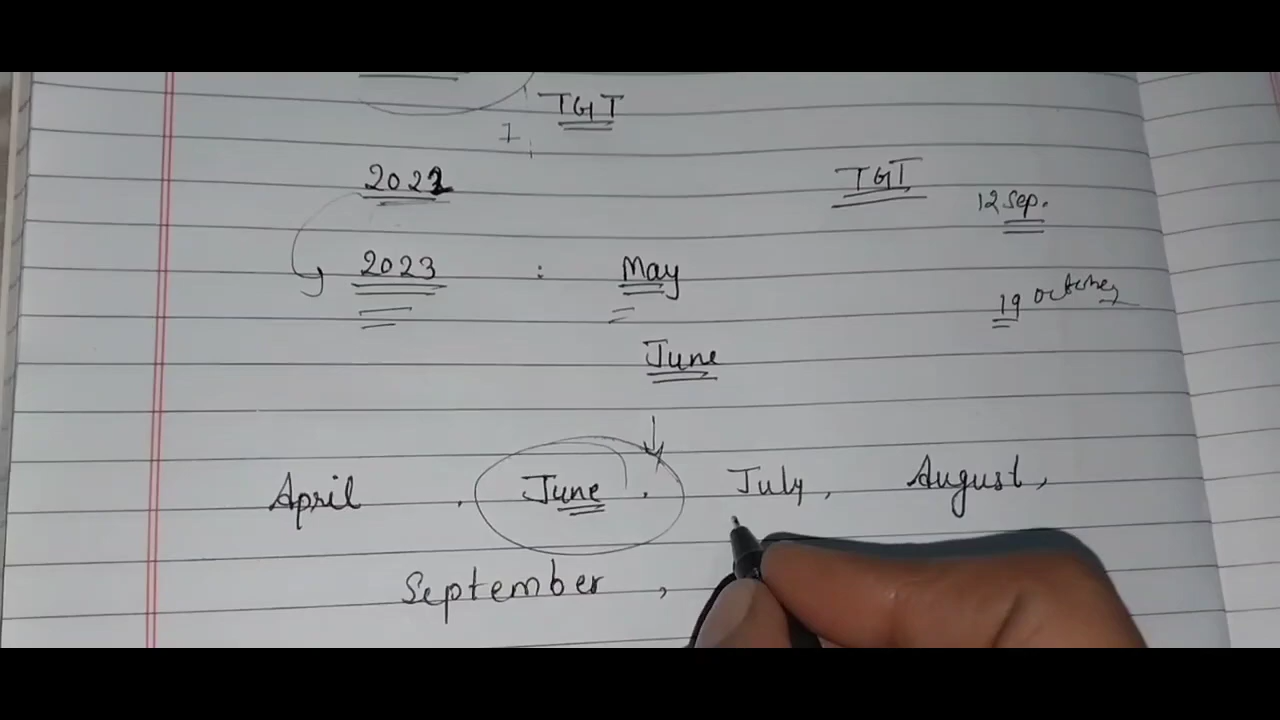 TGT
I
2022 TGT
12 Sep.
2023 : May
19 October
June
April , June , July , August ,
September ,